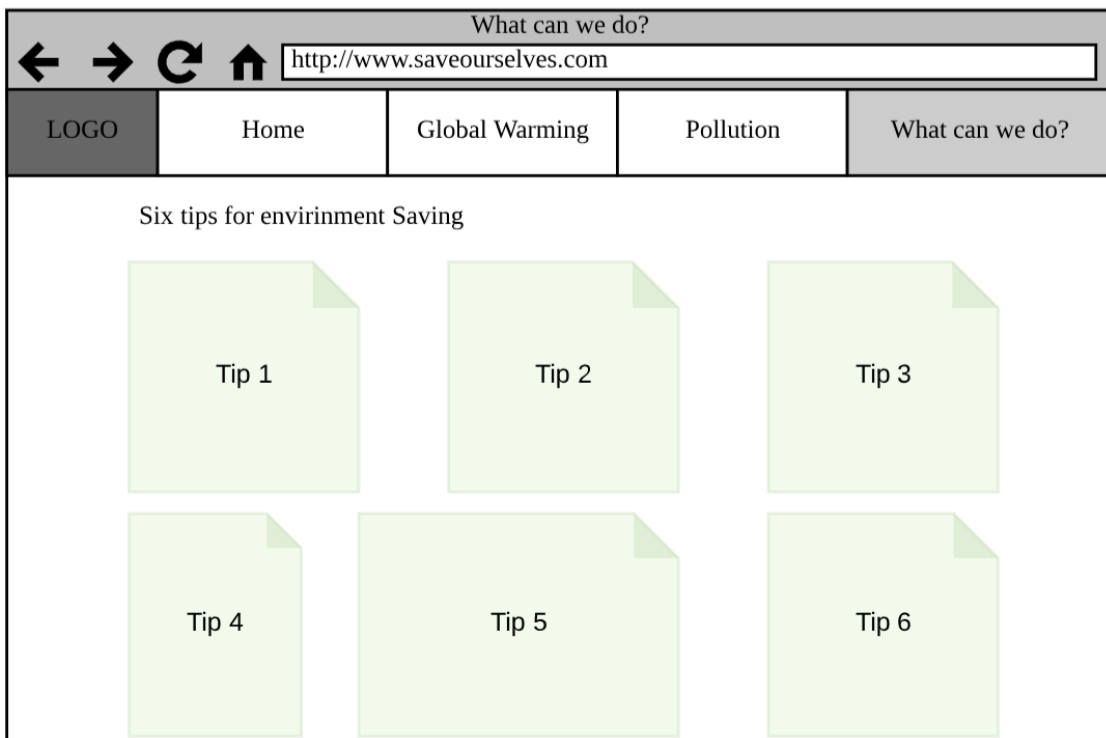 What can we do?
http://www.saveourselves.com
LOGO Home Global Warming Pollution What can we do?
Six tips for envirinment Saving
Tip 1 Tip 2 Tip 3
Tip 4 Tip 5 Tip 6